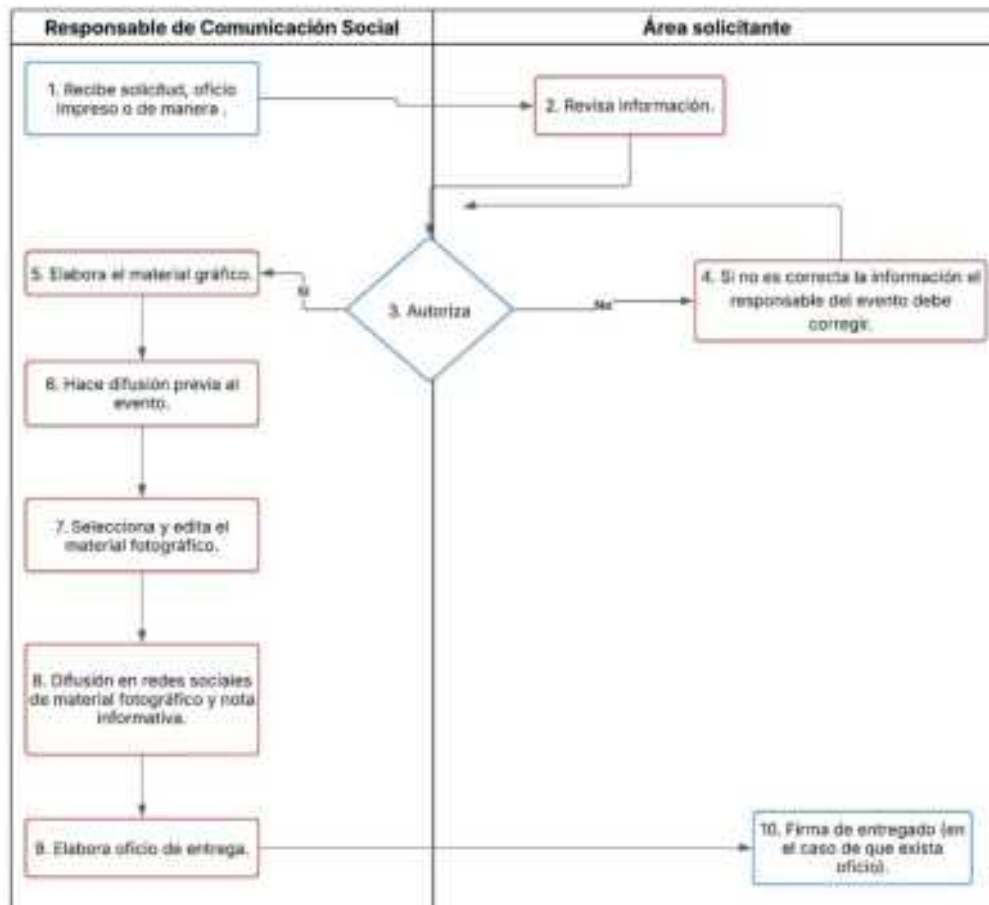 Responsable de Comunicación Social
Área solicitante
1. Recibe solicitud, oficio
impreso o de manera .
2. Revisa información.
3. Autoriza
No
4. Si no es correcta la información el
responsable del evento debe
corregir.
5. Elabora el material gráfico.
6. Hace difusión previa al
evento.
7. Selecciona y edita el
material fotográfico.
8. Difusión en redes sociales
de material fotográfico y nota
informativa.
9. Elabora oficio de entrega.
10. Firma de entregado (en
el caso de que exista
oficio).